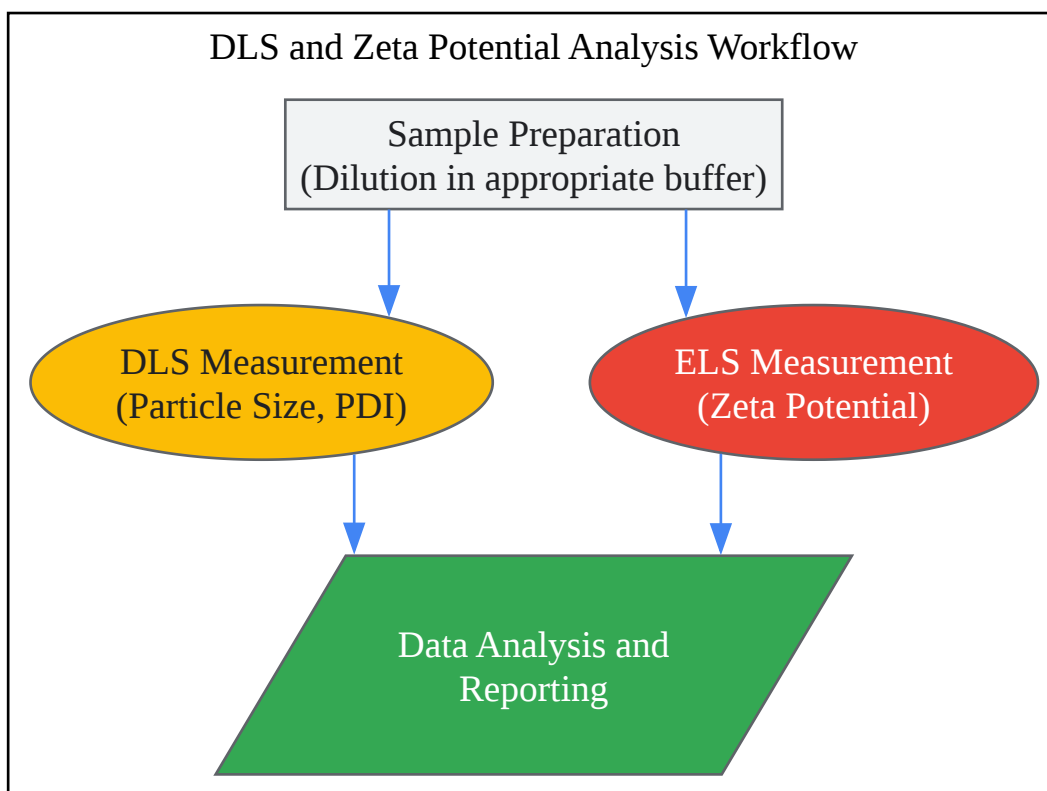 DLS and Zeta Potential Analysis Workflow
Sample Preparation
(Dilution in appropriate buffer)
DLS Measurement
(Particle Size, PDI)
ELS Measurement
(Zeta Potential)
Data Analysis and
Reporting